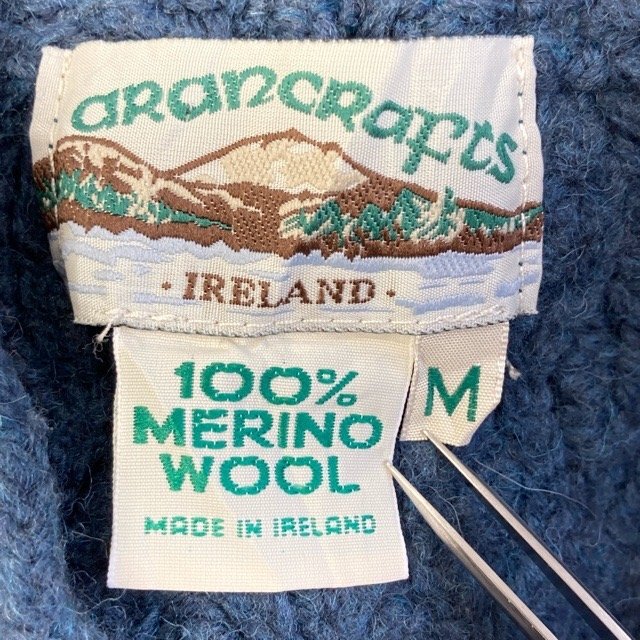 arancrafts
· IRELAND ·
100%
MERINO
WOOL
MADE IN IRELAND
M